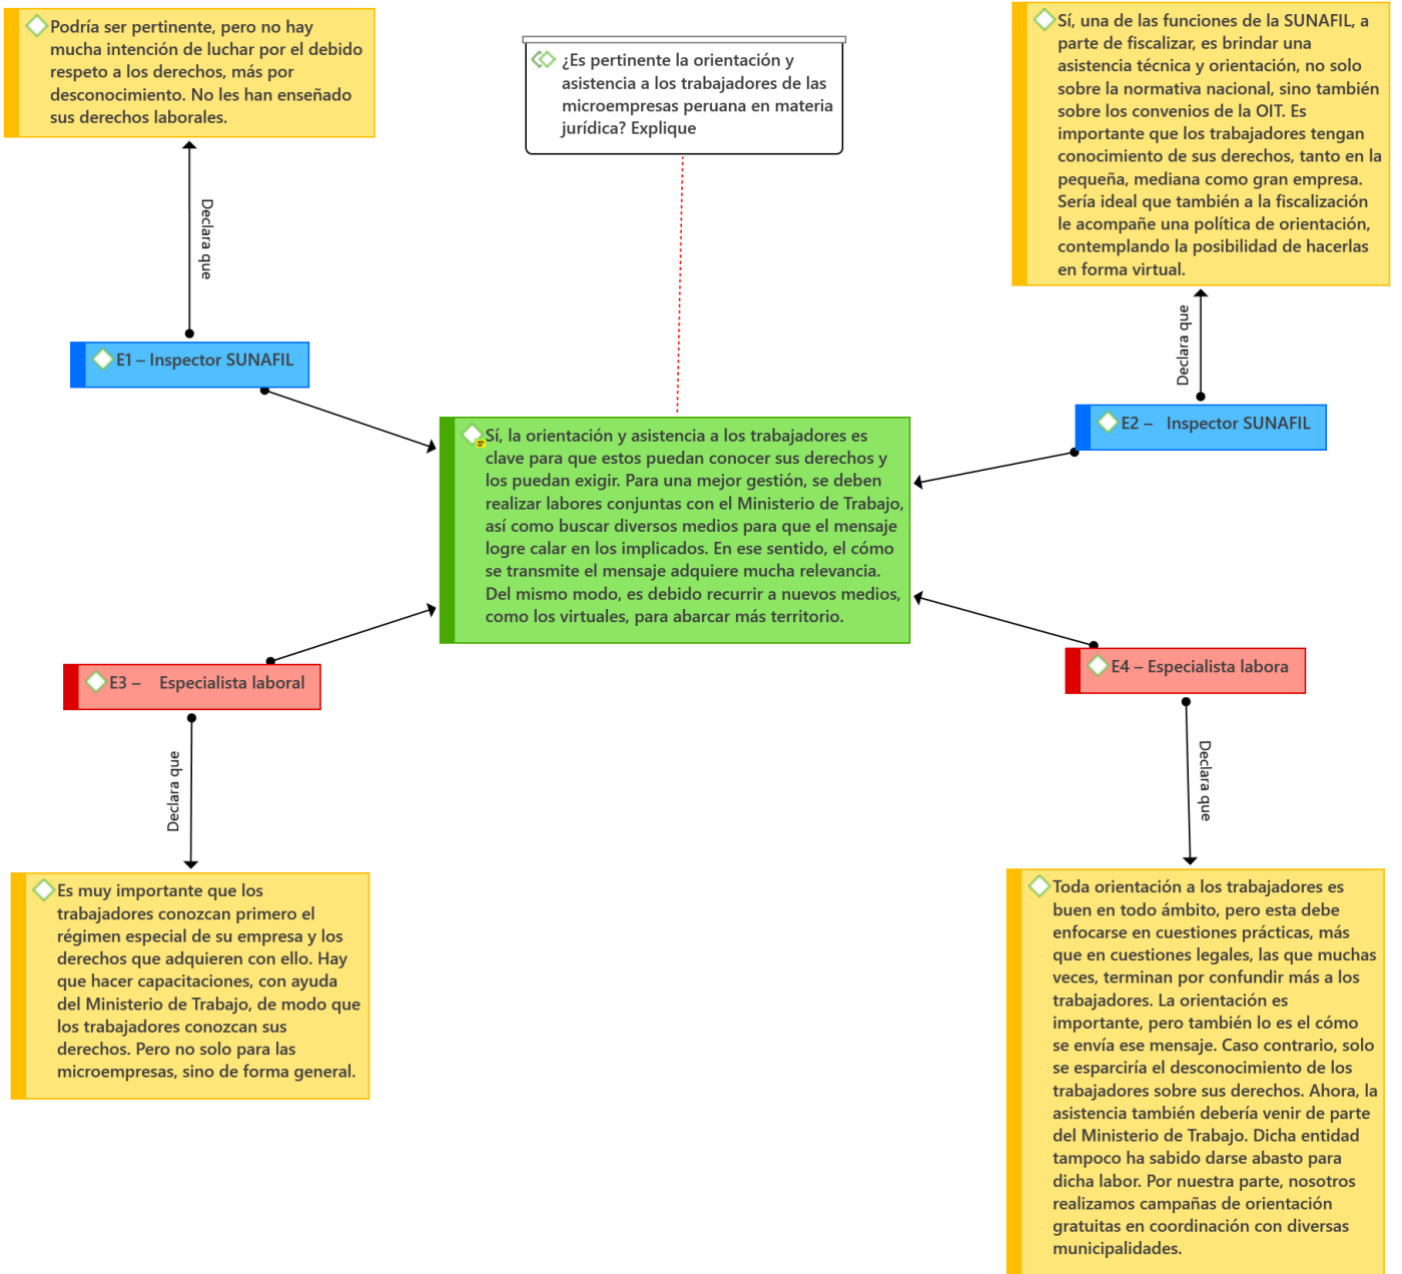 Podría ser pertinente, pero no hay
mucha intención de luchar por el debido
respeto a los derechos, más por
desconocimiento. No les han enseñado
sus derechos laborales.
¿Es pertinente la orientación y
asistencia a los trabajadores de las
microempresas peruana en materia
jurídica? Explique
Sí, una de las funciones de la SUNAFIL, a
parte de fiscalizar, es brindar una
asistencia técnica y orientación, no solo
sobre la normativa nacional, sino también
sobre los convenios de la OIT. Es
importante que los trabajadores tengan
conocimiento de sus derechos, tanto en la
pequeña, mediana como gran empresa.
Sería ideal que también a la fiscalización
le acompañe una política de orientación,
contemplando la posibilidad de hacerlas
en forma virtual.
Declara que
Declara que
E1 – Inspector SUNAFIL
E2 – Inspector SUNAFIL
Sí, la orientación y asistencia a los trabajadores es
clave para que estos puedan conocer sus derechos y
los puedan exigir. Para una mejor gestión, se deben
realizar labores conjuntas con el Ministerio de Trabajo,
así como buscar diversos medios para que el mensaje
logre calar en los implicados. En ese sentido, el cómo
se transmite el mensaje adquiere mucha relevancia.
Del mismo modo, es debido recurrir a nuevos medios,
como los virtuales, para abarcar más territorio.
E3 – Especialista laboral
E4 – Especialista labora
Declara que
Declara que
Es muy importante que los
trabajadores conozcan primero el
régimen especial de su empresa y los
derechos que adquieren con ello. Hay
que hacer capacitaciones, con ayuda
del Ministerio de Trabajo, de modo que
los trabajadores conozcan sus
derechos. Pero no solo para las
microempresas, sino de forma general.
Toda orientación a los trabajadores es
buen en todo ámbito, pero esta debe
enfocarse en cuestiones prácticas, más
que en cuestiones legales, las que muchas
veces, terminan por confundir más a los
trabajadores. La orientación es
importante, pero también lo es el cómo
se envía ese mensaje. Caso contrario, solo
se esparciría el desconocimiento de los
trabajadores sobre sus derechos. Ahora, la
asistencia también debería venir de parte
del Ministerio de Trabajo. Dicha entidad
tampoco ha sabido darse abasto para
dicha labor. Por nuestra parte, nosotros
realizamos campañas de orientación
gratuitas en coordinación con diversas
municipalidades.